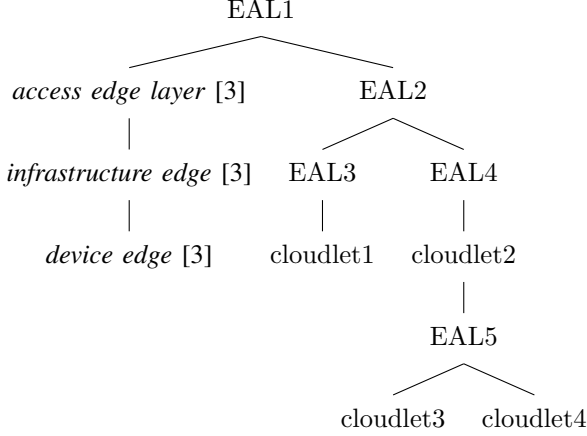 EAL1
access edge layer [3] EAL2
infrastructure edge [3] EAL3 EAL4
device edge [3] cloudlet1 cloudlet2
EAL5
cloudlet3 cloudlet4